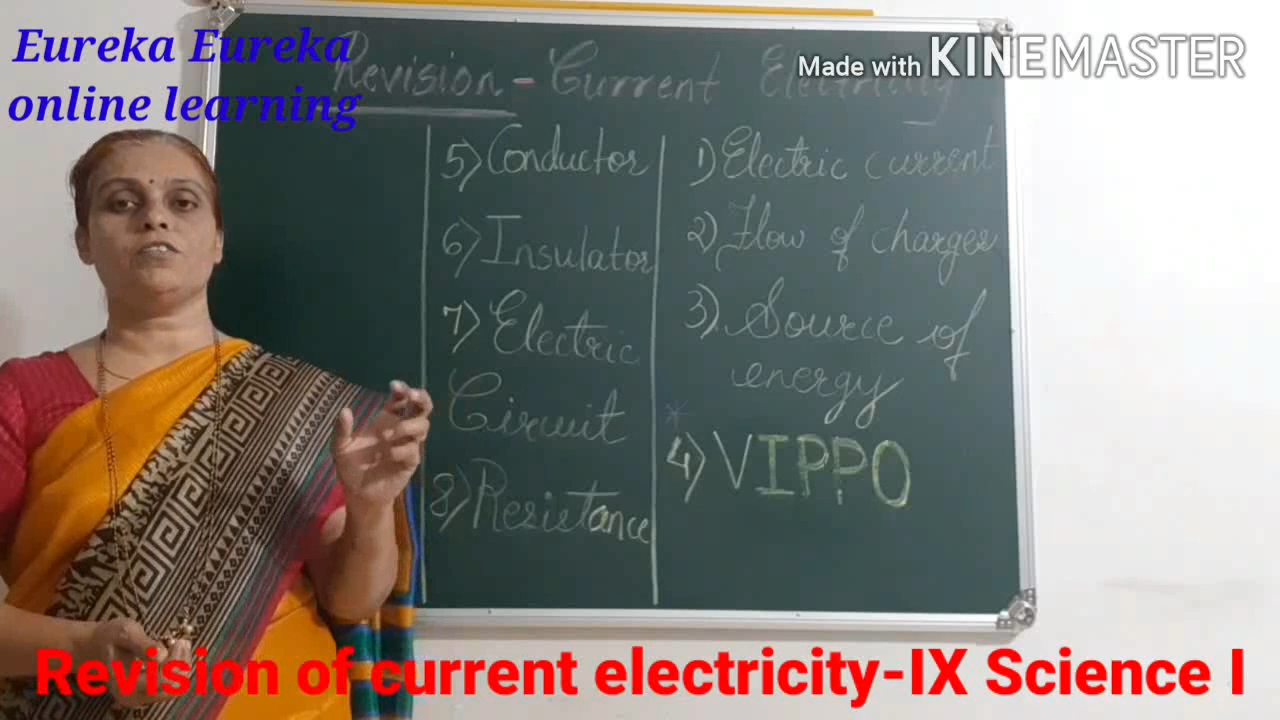 Eureka Eureka
online learning
Made with KINEMASTER
Revision - Current Electricity
1) Electric current
2) Flow of charges
3) Source of
energy
4) VIPPO
5) Conductor
6) Insulator
7) Electric
Circuit
8) Resistance
Revision of current electricity-IX Science I